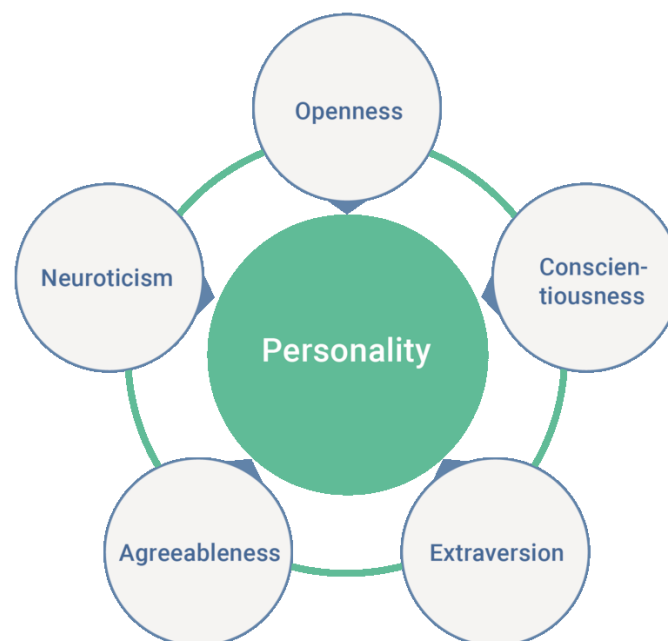 Openness
Neuroticism
Conscien-
tiousness
Personality
Agreeableness
Extraversion